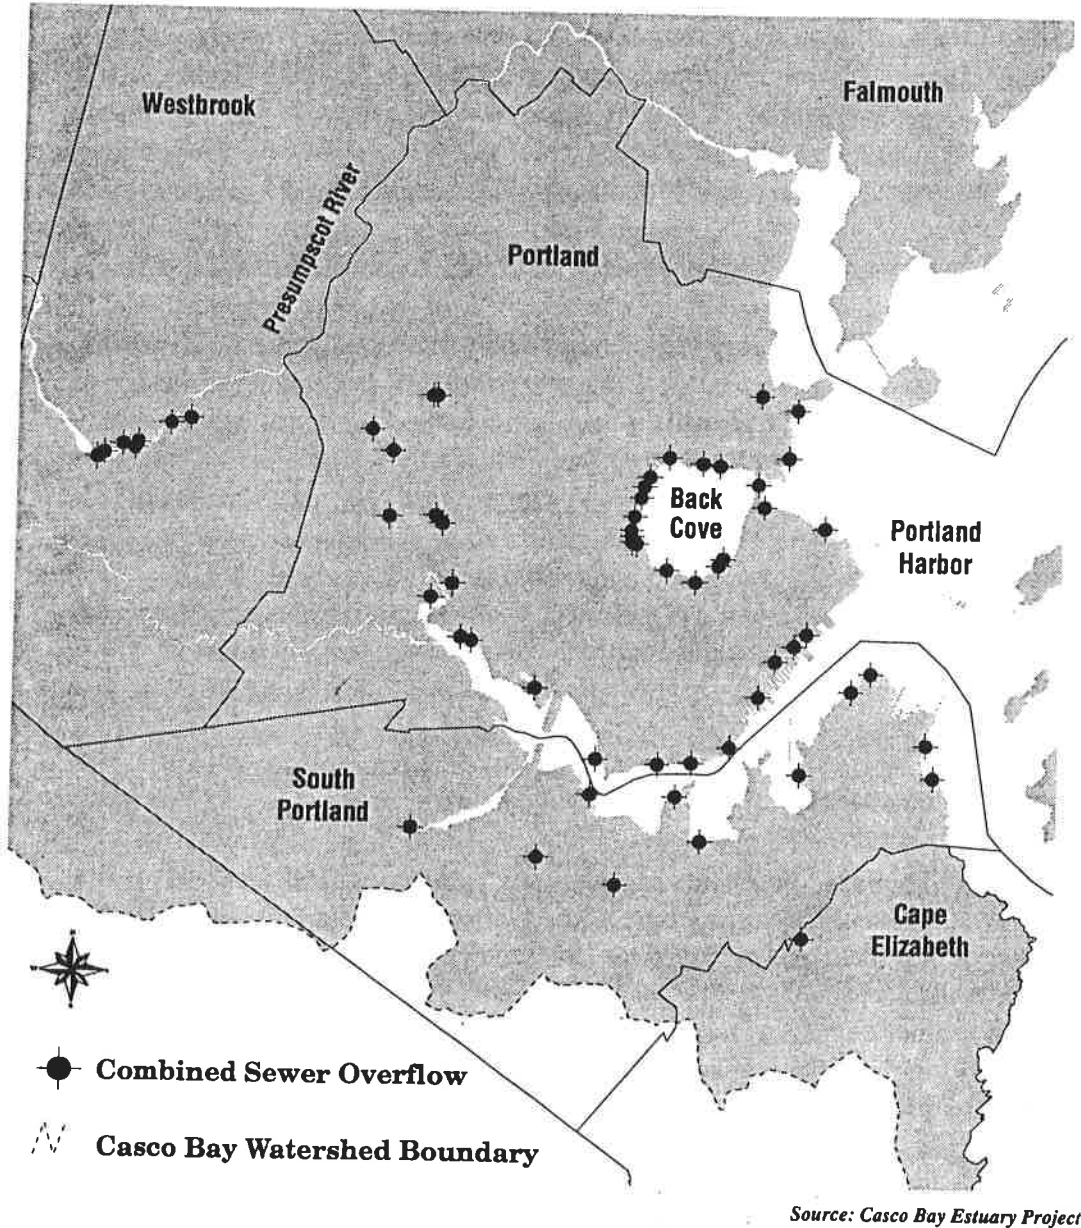 Westbrook
Falmouth
Presumpscot River
Portland
Back
Cove
Portland
Harbor
South
Portland
Cape
Elizabeth
Combined Sewer Overflow
Casco Bay Watershed Boundary
Source: Casco Bay Estuary Project